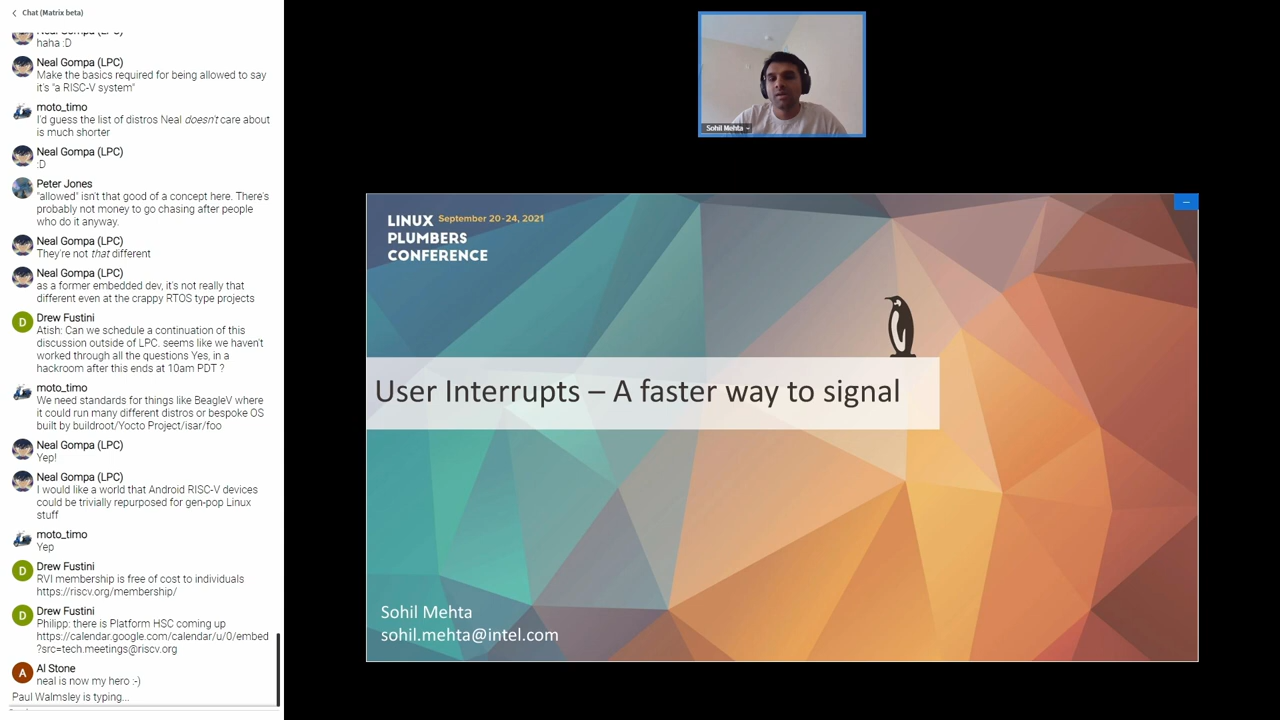 Chat (Matrix beta)
Neal Gompa (LPC)
haha :D
Neal Gompa (LPC)
Make the basics required for being allowed to say
it's "a RISC-V system"
moto_timo
I'd guess the list of distros Neal doesn't care about
is much shorter
Neal Gompa (LPC)
:D
Peter Jones
"allowed" isn't that good of a concept here. There's
probably not money to go chasing after people
who do it anyway.
Neal Gompa (LPC)
They're not that different
Neal Gompa (LPC)
as a former embedded dev, it's not really that
different even at the crappy RTOS type projects
D
Drew Fustini
Atish: Can we schedule a continuation of this
discussion outside of LPC. seems like we haven't
worked through all the questions Yes, in a
hackroom after this ends at 10am PDT ?
moto_timo
We need standards for things like BeagleV where
it could run many different distros or bespoke OS
built by buildroot/Yocto Project/isar/foo
Neal Gompa (LPC)
Yep!
Neal Gompa (LPC)
I would like a world that Android RISC-V devices
could be trivially repurposed for gen-pop Linux
stuff
moto_timo
Yep
D
Drew Fustini
RVI membership is free of cost to individuals
https://riscv.org/membership/
D
Drew Fustini
Philipp: there is Platform HSC coming up
https://calendar.google.com/calendar/u/0/embed
?src=tech.meetings@riscv.org
A
Al Stone
neal is now my hero :-)
Paul Walmsley is typing...
Sohil Mehta
LINUX September 20-24, 2021
PLUMBERS
CONFERENCE
User Interrupts – A faster way to signal
Sohil Mehta
sohil.mehta@intel.com